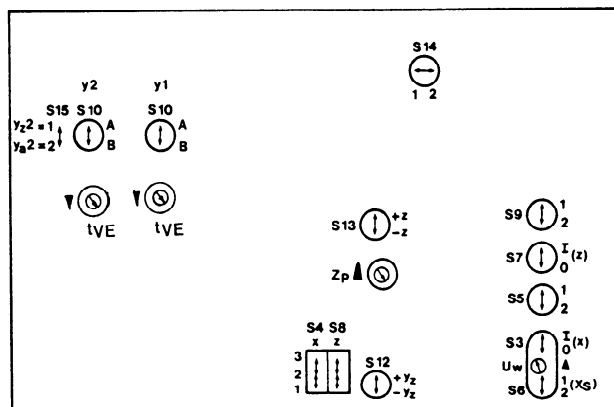 S14
1 2
y2 y1
S15 S10 S10
yz2 = 1 A A
ya2 = 2 B B
tVE tVE
S13 +z -z
Zp
S9 1 2
S7 I 0 (z)
S5 1 2
S4 S8
x z
3
2
1
S12 +yz -yz
S3 I 0 (x)
Uw
S6 1 2 (xs)